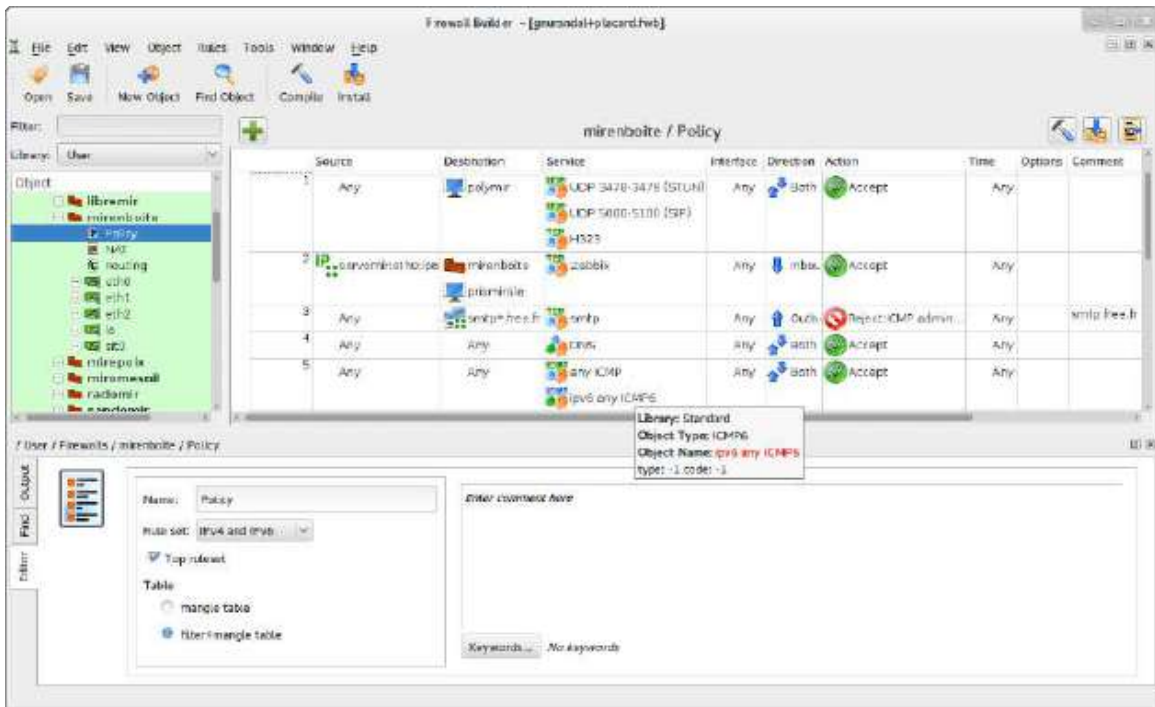 Firewall Builder - [gnurandal+placard.fwb]
File Edit View Object Rules Tools Window Help
Open Save New Object Find Object Compile Install
Filter:
mirenboite / Policy
Library: User
Source Destination Service Interface Direction Action Time Options Comment
Object
libremir
mirenboite
Policy
NAT
Routing
eth0
eth1
eth2
lo
sit0
mirepoix
miromesnil
radiomir
1 Any polymir UDP 3478-3479 (STUN) Any Both Accept Any
UDP 5000-5100 (SIP)
H323
2 mirenboite zabbix Any Accept Any
3 Any smtp Any Reject:ICMP admin... Any smtp.free.fr
4 Any Any DNS Any Both Accept Any
5 Any Any any ICMP Any Both Accept Any
ipv6 any ICMP6
Library: Standard
Object Type: ICMP6
Object Name: ipv6 any ICMP6
type: -1 code: -1
/ User / Firewalls / mirenboite / Policy
Output
Find
Editor
Name: Policy
Rule set: IPv4 and IPv6
Top ruleset
Table
mangle table
filter+mangle table
Enter comment here
Keywords... No keywords